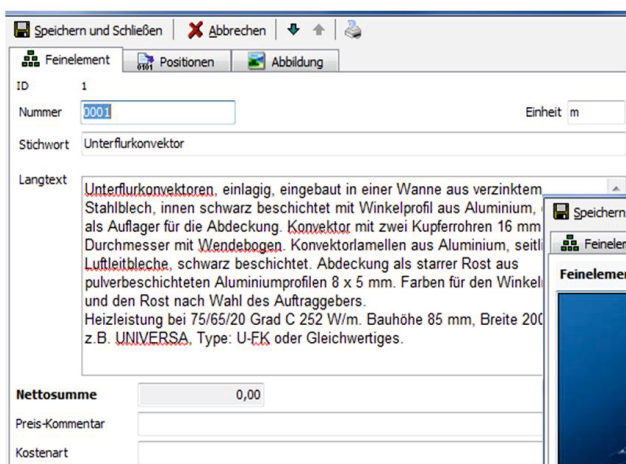 Speichern und Schließen Abbrechen
Feinelement Positionen Abbildung
ID 1
Nummer 0001 Einheit m
Stichwort Unterflurkonvektor
Langtext
Unterflurkonvektoren, einlagig, eingebaut in einer Wanne aus verzinktem
Stahlblech, innen schwarz beschichtet mit Winkelprofil aus Aluminium,
als Auflager für die Abdeckung. Konvektor mit zwei Kupferrohren 16 mm
Durchmesser mit Wendebogen. Konvektorlamellen aus Aluminium, seitli
Luftleitbleche, schwarz beschichtet. Abdeckung als starrer Rost aus
pulverbeschichteten Aluminiumprofilen 8 x 5 mm. Farben für den Winkel
und den Rost nach Wahl des Auftraggebers.
Heizleistung bei 75/65/20 Grad C 252 W/m. Bauhöhe 85 mm, Breite 200
z.B. UNIVERSA, Type: U-FK oder Gleichwertiges.
Speichern
Feineler
Feinelemen
Nettosumme 0,00
Preis-Kommentar
Kostenart